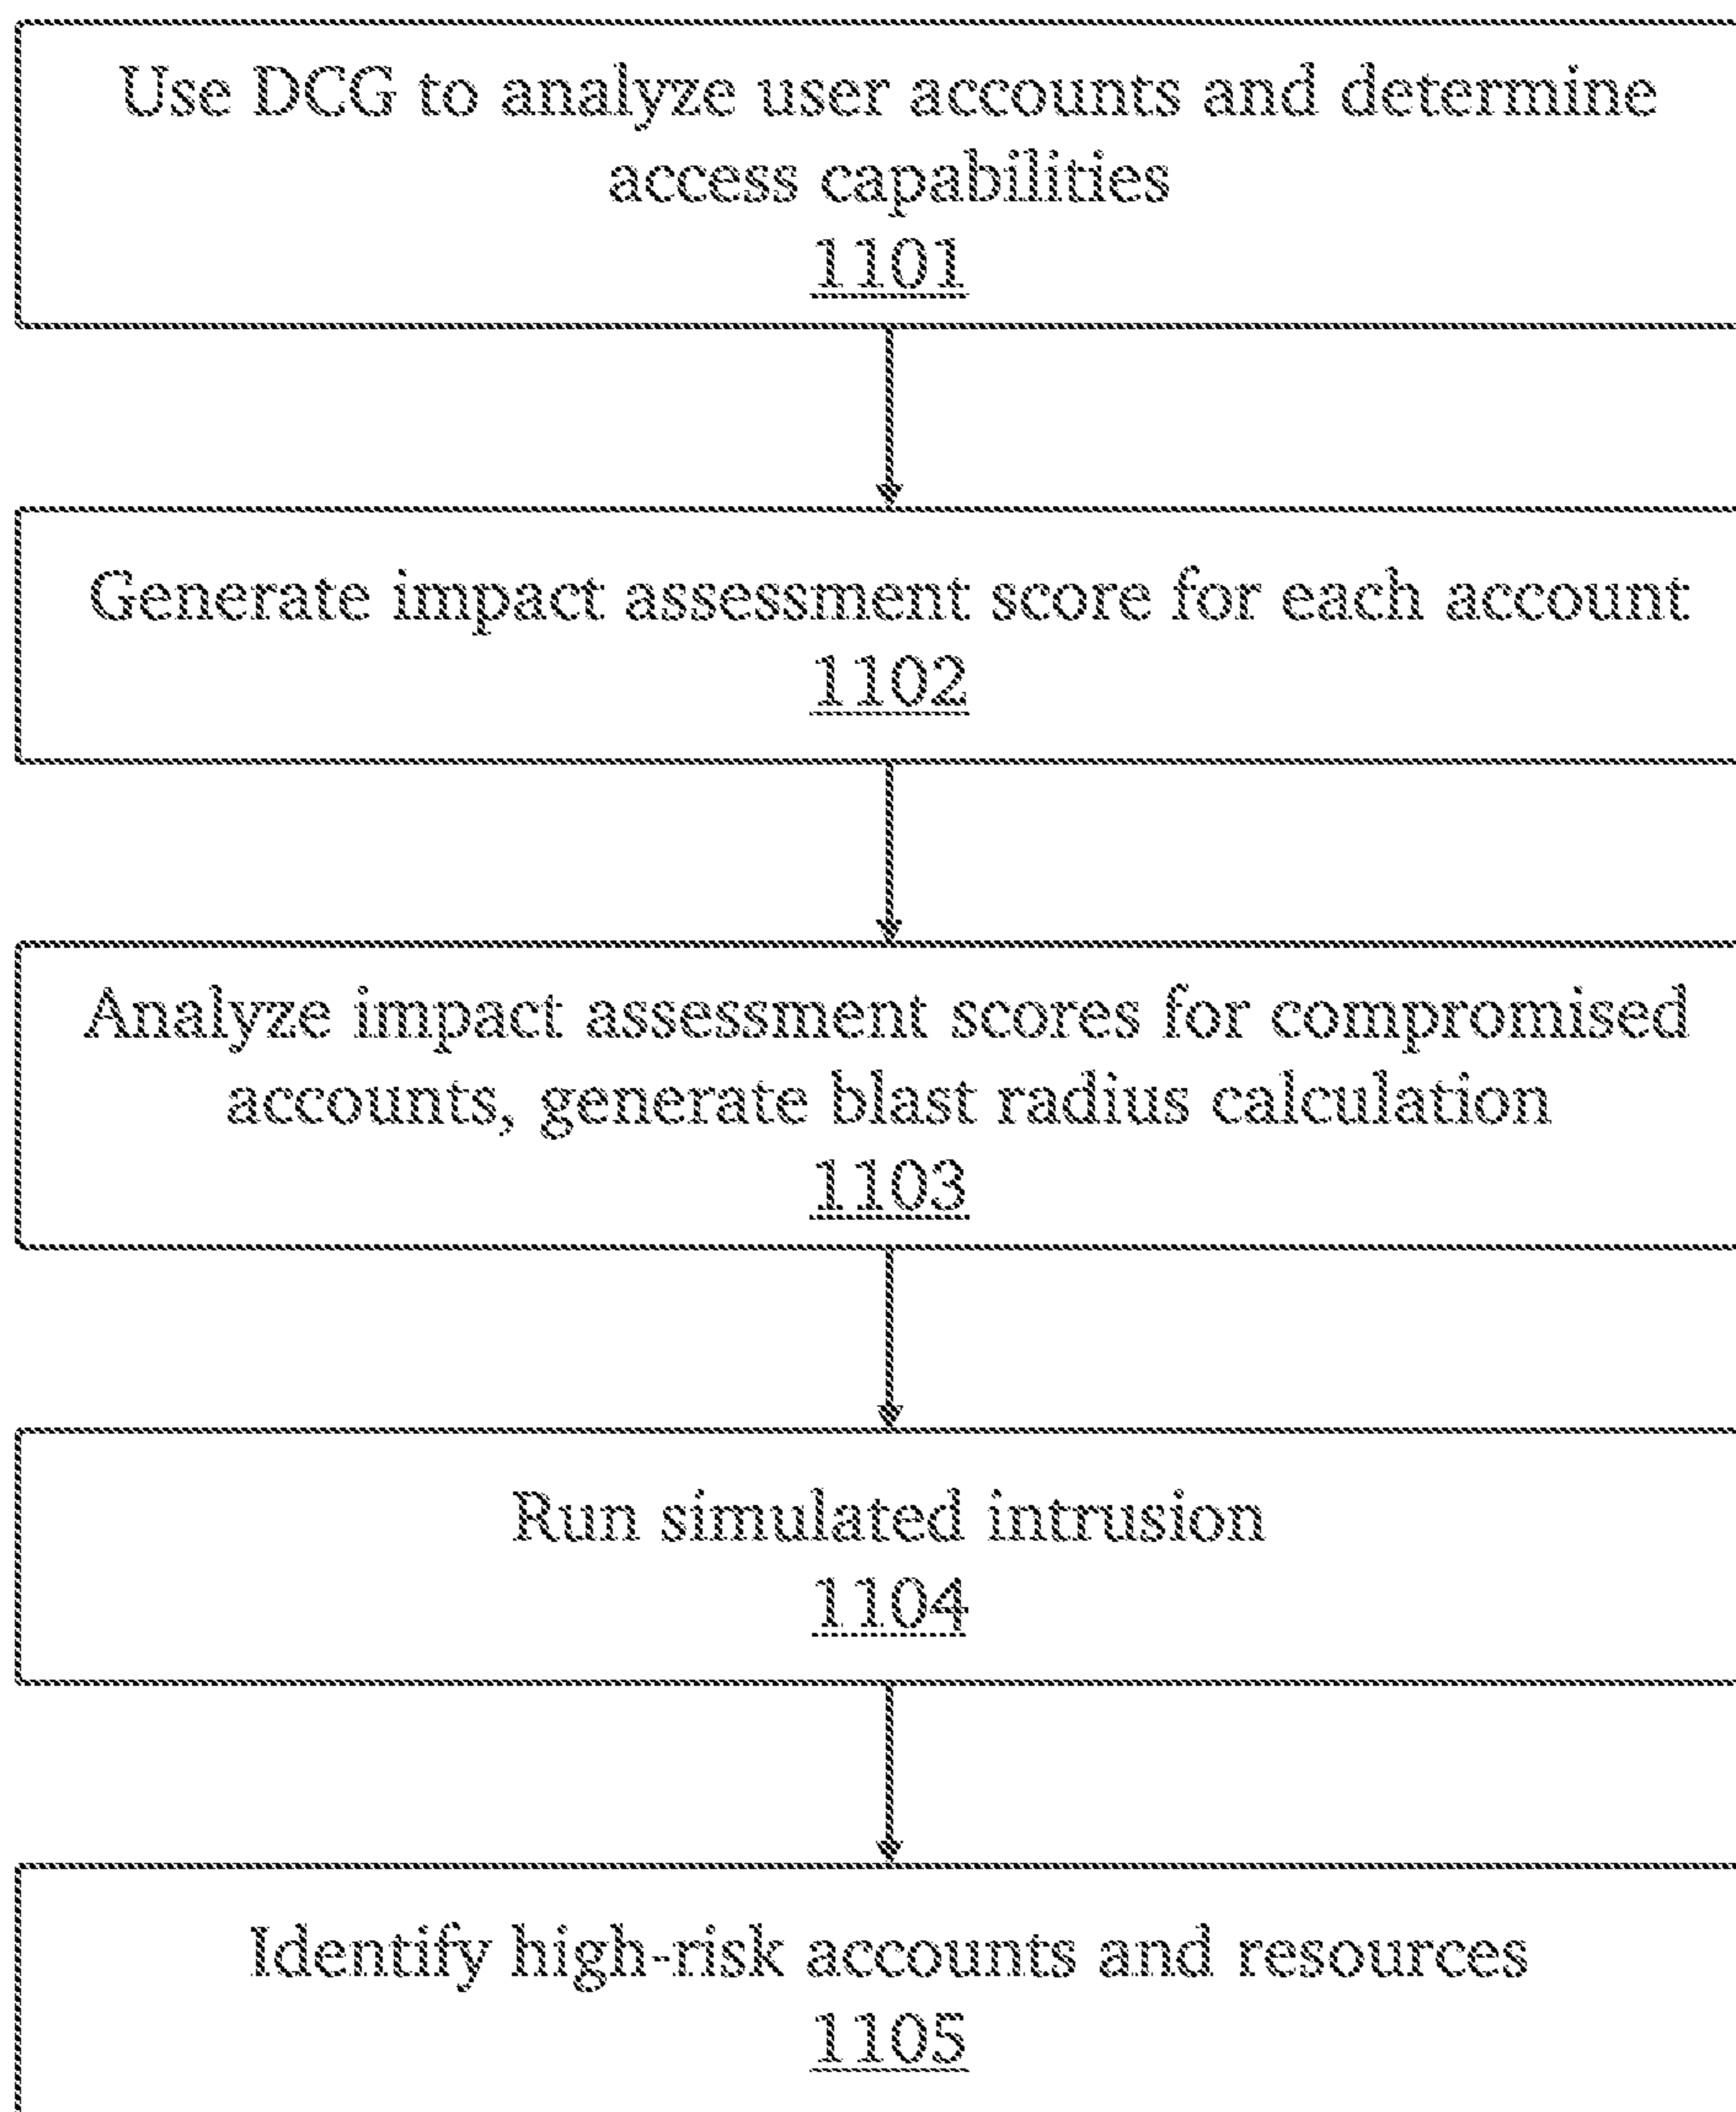 Use DCG to analyze user accounts and determine
access capabilities
1101
Generate impact assessment score for each account
1102
Analyze impact assessment scores for compromised
accounts, generate blast radius calculation
1103
Run simulated intrusion
1104
Identify high-risk accounts and resources
1105